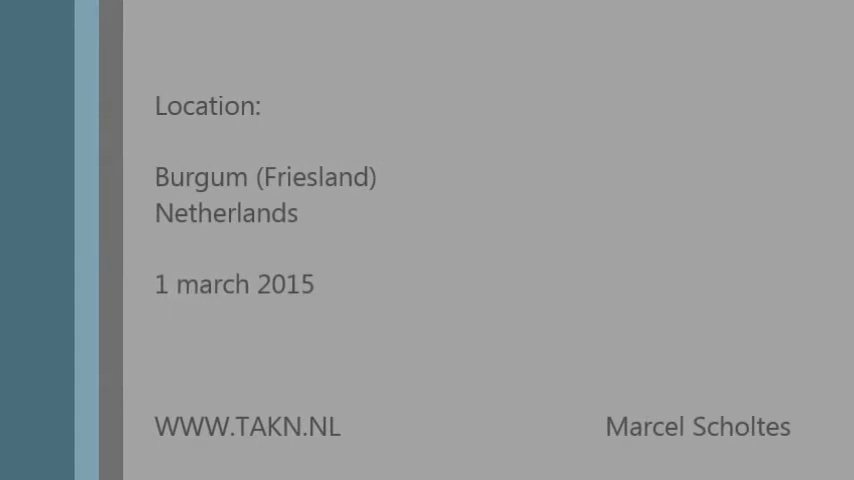 Location:
Burgum (Friesland)
Netherlands
1 march 2015
WWW.TAKN.NL
Marcel Scholtes